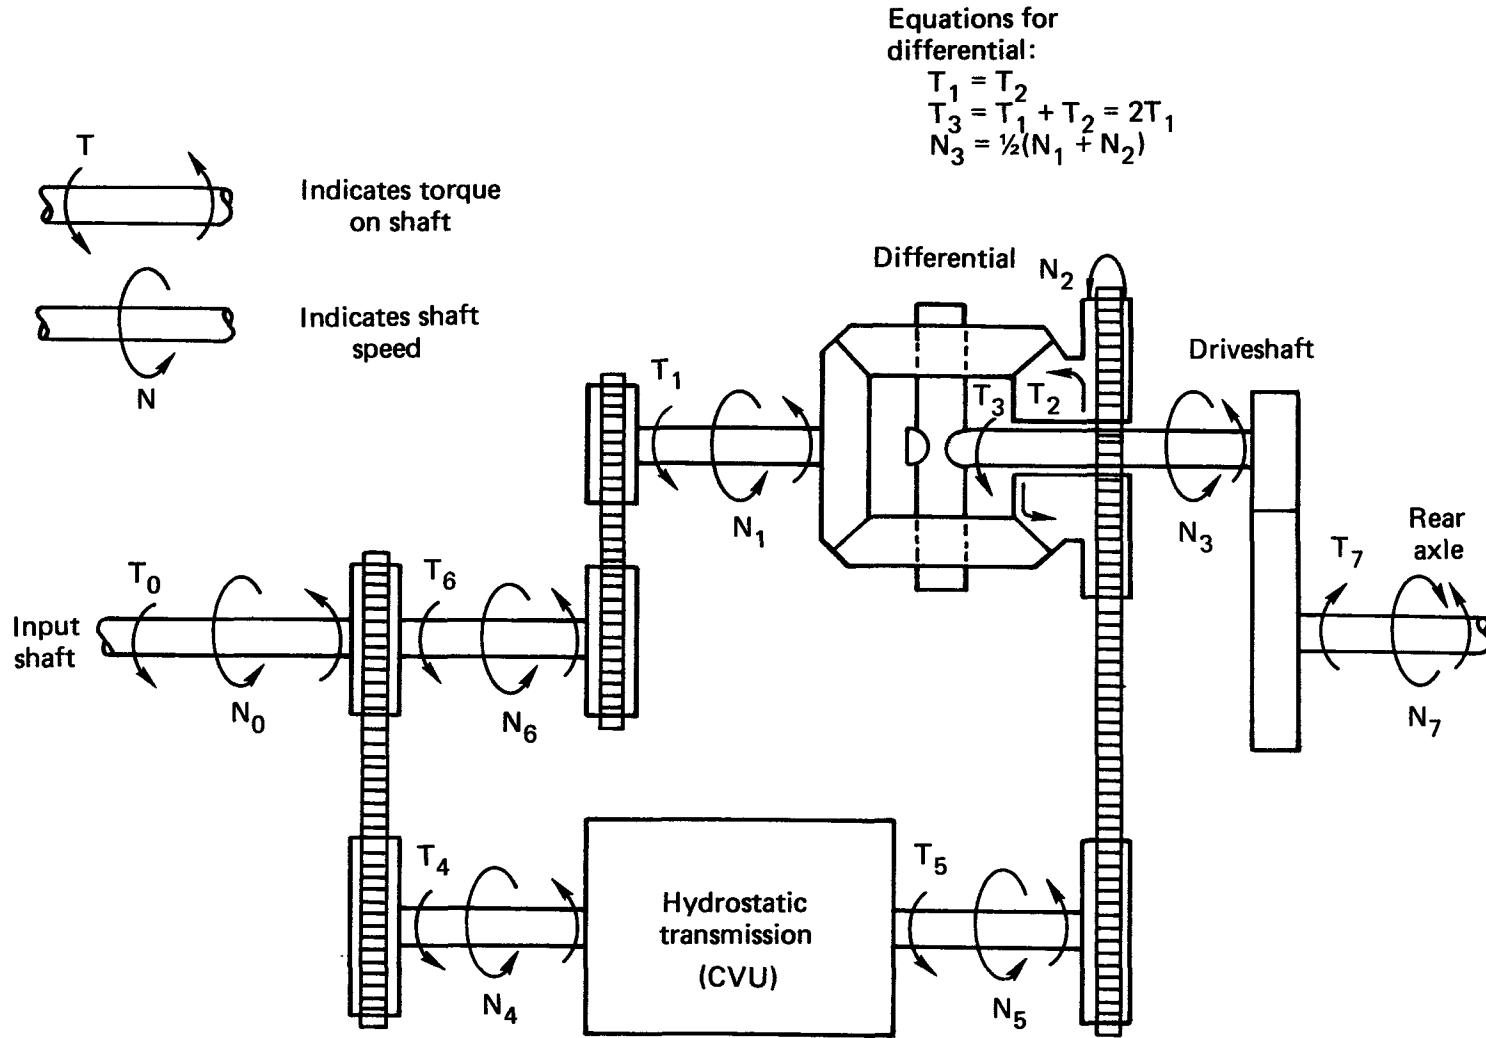 Equations for
differential:
T1 = T2
T3 = T1 + T2 = 2T1
N3 = ½(N1 + N2)
T
Indicates torque
on shaft
Indicates shaft
speed
N
Differential
N2
Driveshaft
T1
T3
T2
N1
N3
Rear
axle
T7
T0
T6
Input
shaft
N0
N6
N7
T4
T5
Hydrostatic
transmission
(CVU)
N4
N5